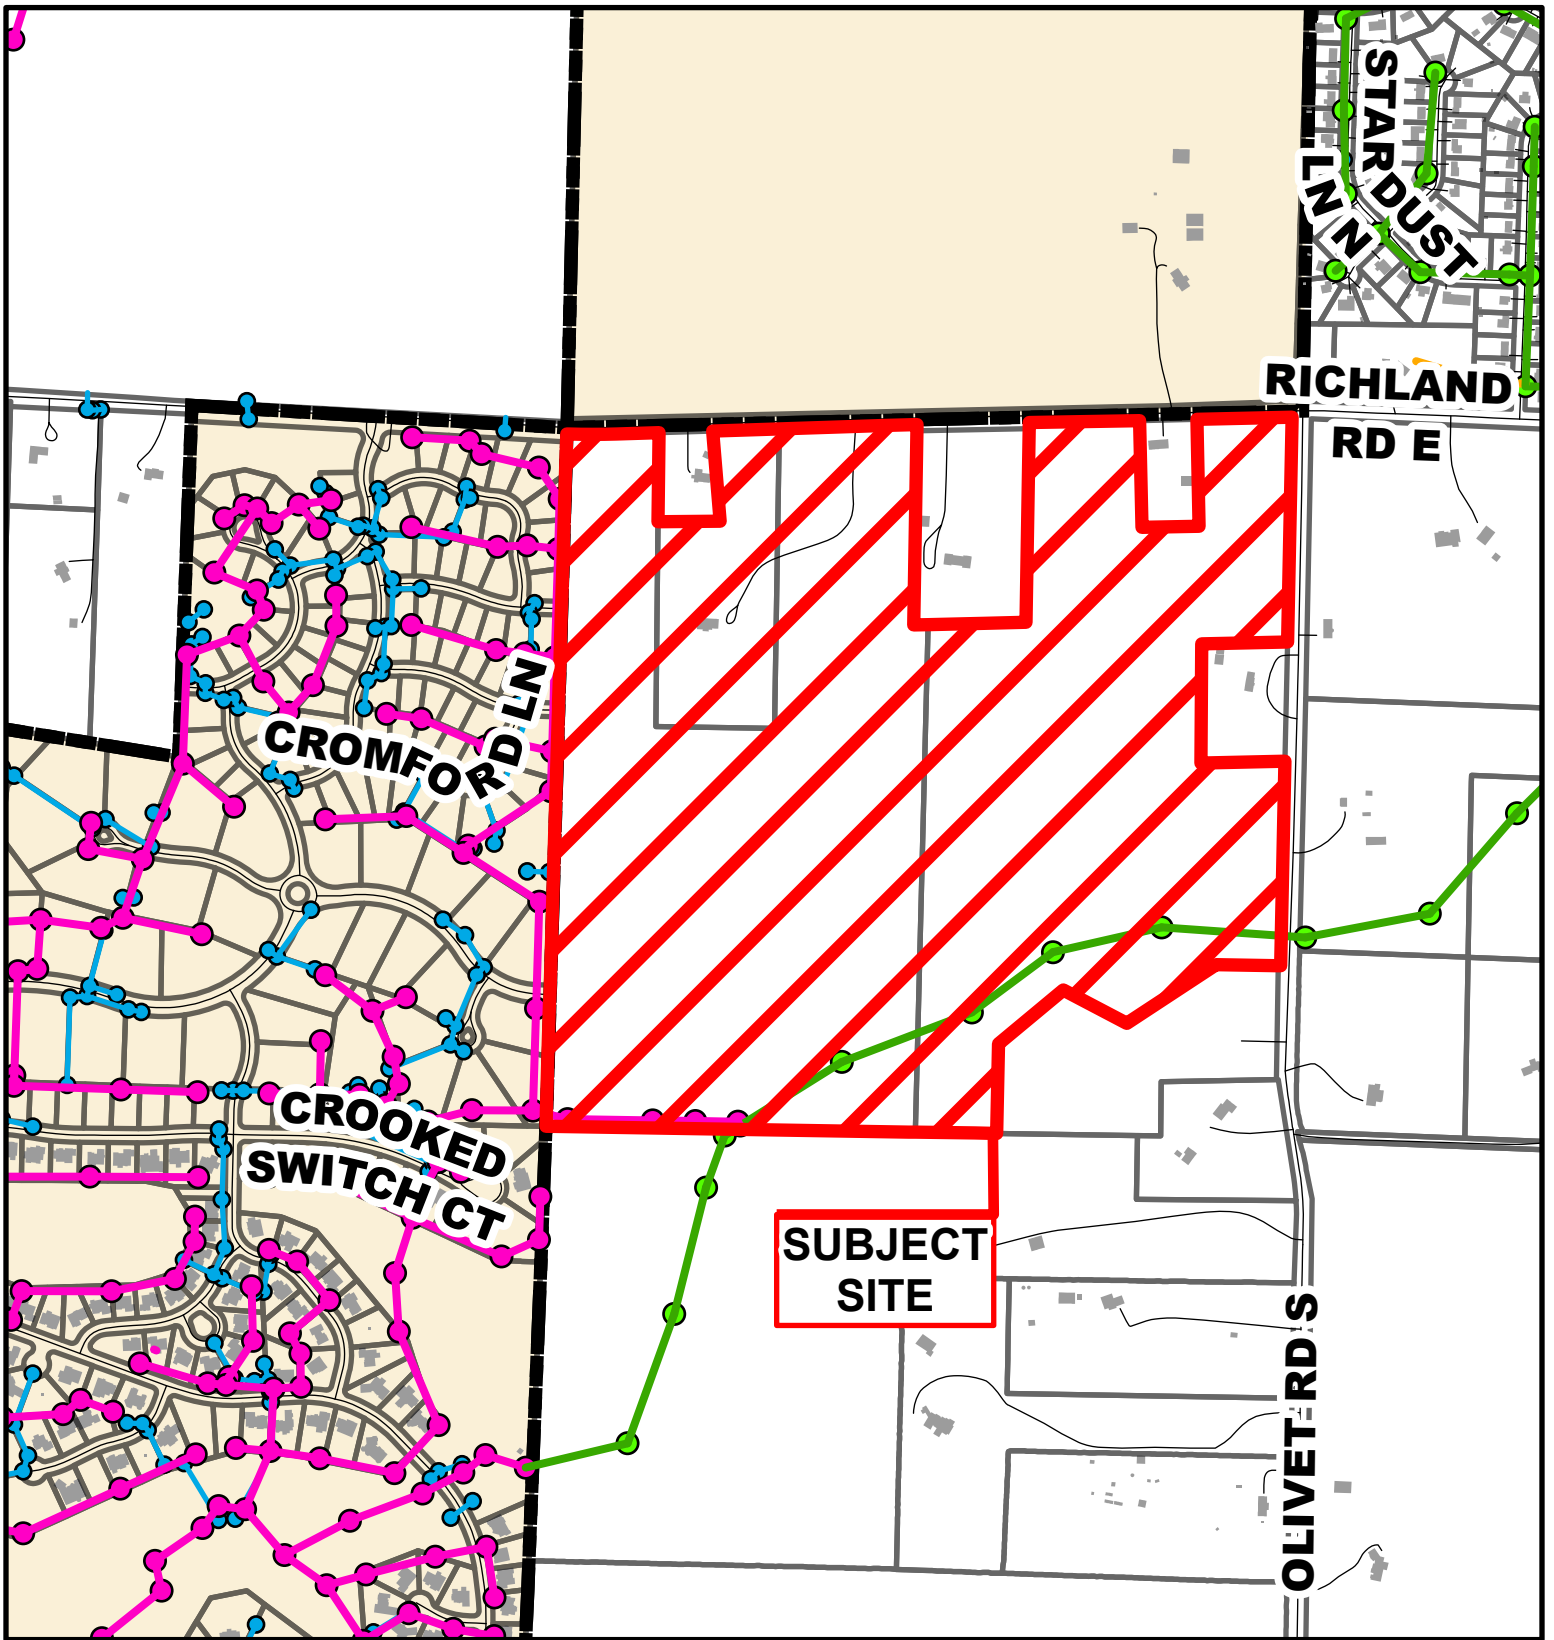 STARDUST
LN N
RICHLAND
RD E
CROMFORD LN
CROOKED
SWITCH CT
SUBJECT
SITE
OLIVET RD S